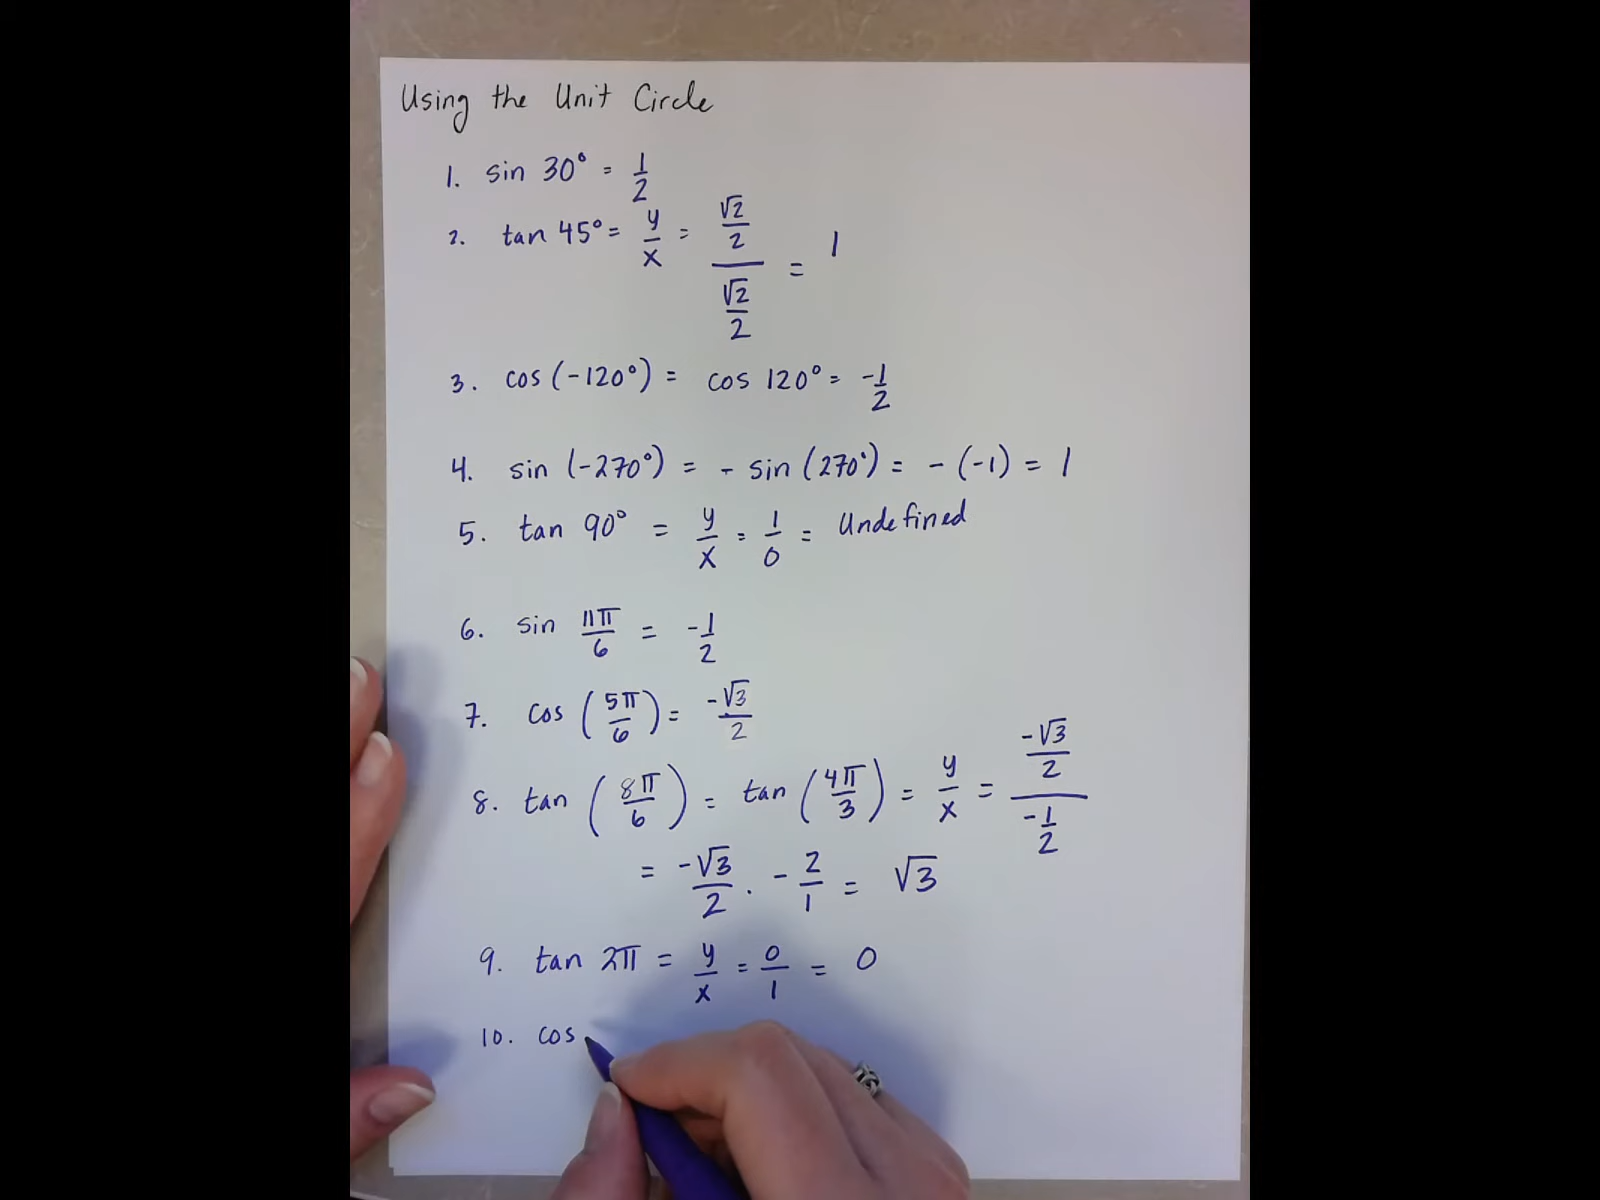 Using the Unit Circle
1. sin 30° = 1/2
2. tan 45° = y/x = (√2/2)/(√2/2) = 1
3. cos (-120°) = cos 120° = -1/2
4. sin (-270°) = - sin (270°) = - (-1) = 1
5. tan 90° = y/x = 1/0 = Undefined
6. sin 11π/6 = -1/2
7. cos (5π/6) = -√3/2
8. tan (8π/6) = tan (4π/3) = y/x = (-√3/2)/(-1/2)
= -√3/2 . - 2/1 = √3
9. tan 2π = y/x = 0/1 = 0
10. cos